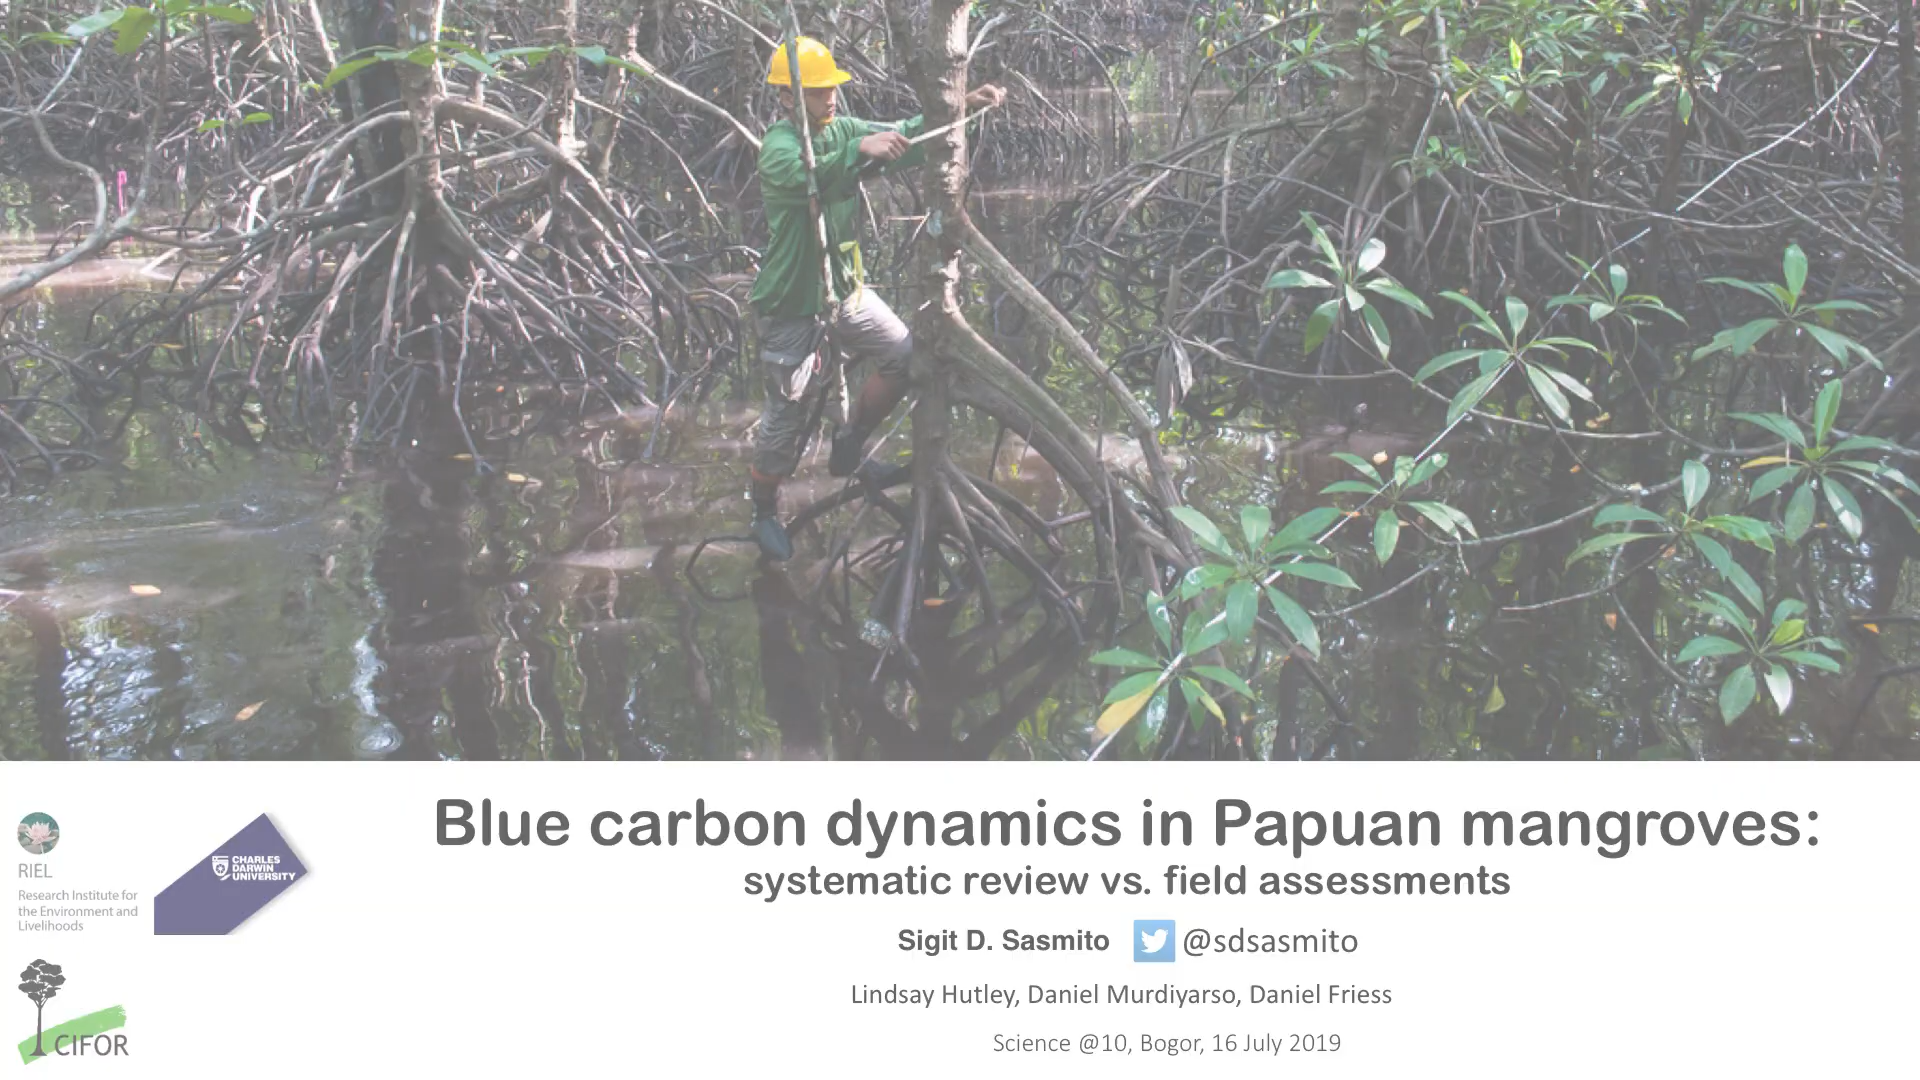 Blue carbon dynamics in Papuan mangroves:
systematic review vs. field assessments
Sigit D. Sasmito @sdsasmito
Lindsay Hutley, Daniel Murdiyarso, Daniel Friess
Science @10, Bogor, 16 July 2019
RIEL
Research Institute for
the Environment and
Livelihoods
CHARLES
DARWIN
UNIVERSITY
CIFOR